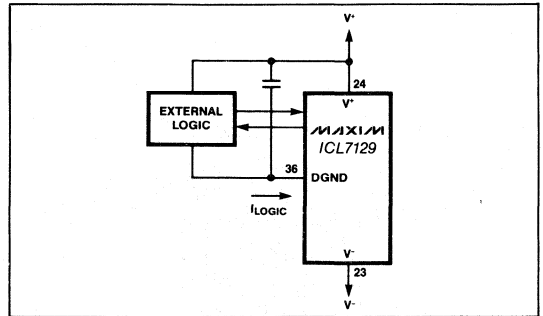 V⁺
24
V⁺
EXTERNAL
LOGIC
MAXIM
ICL7129
36
DGND
ILOGIC
V⁻
23
V⁻